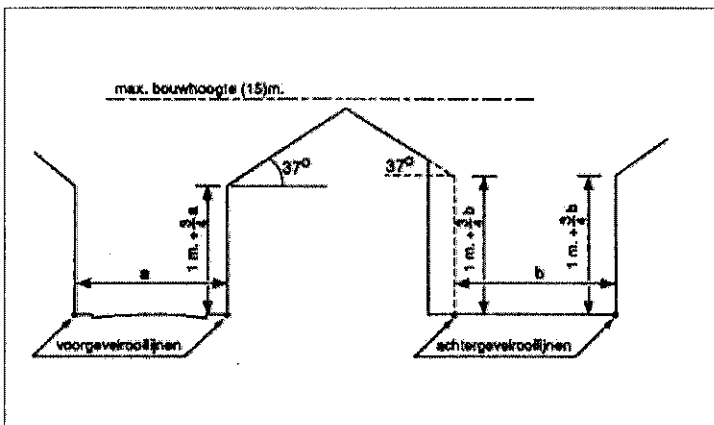 max. bouwhoogte (15)m.
37°
37°
1 m. + 3/4 a
1 m. + 3/4 b
1 m. + 3/4 b
a
b
voorgevelrooilijnen
achtergevelrooilijnen